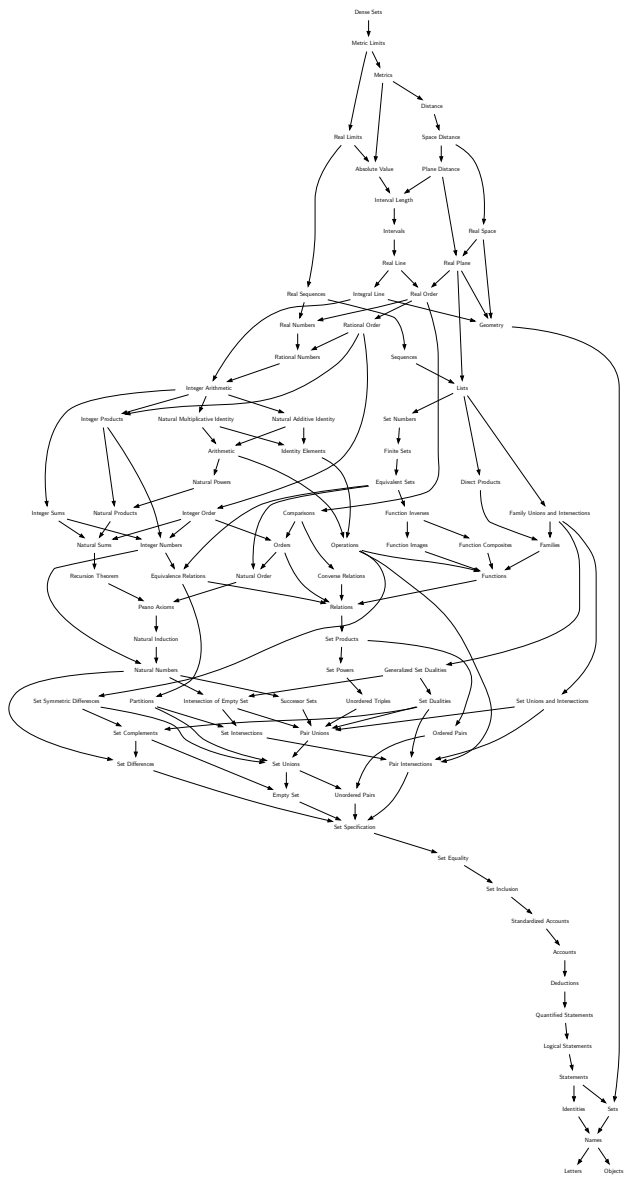 Dense Sets
Metric Limits
Metrics
Distance
Real Limits
Space Distance
Absolute Value
Plane Distance
Interval Length
Intervals
Real Space
Real Line
Real Plane
Real Sequences
Integral Line
Real Order
Real Numbers
Rational Order
Geometry
Rational Numbers
Sequences
Integer Arithmetic
Lists
Integer Products
Natural Multiplicative Identity
Natural Additive Identity
Set Numbers
Arithmetic
Identity Elements
Finite Sets
Natural Powers
Equivalent Sets
Direct Products
Integer Sums
Natural Products
Integer Order
Comparisons
Function Inverses
Family Unions and Intersections
Natural Sums
Integer Numbers
Orders
Operations
Function Images
Function Composites
Families
Recursion Theorem
Equivalence Relations
Natural Order
Converse Relations
Functions
Peano Axioms
Relations
Natural Induction
Set Products
Natural Numbers
Set Powers
Generalized Set Dualities
Set Symmetric Differences
Partitions
Intersection of Empty Set
Successor Sets
Unordered Triples
Set Dualities
Set Unions and Intersections
Set Complements
Set Intersections
Pair Unions
Ordered Pairs
Set Differences
Set Unions
Pair Intersections
Empty Set
Unordered Pairs
Set Specification
Set Equality
Set Inclusion
Standardized Accounts
Accounts
Deductions
Quantified Statements
Logical Statements
Statements
Identities
Sets
Names
Letters
Objects